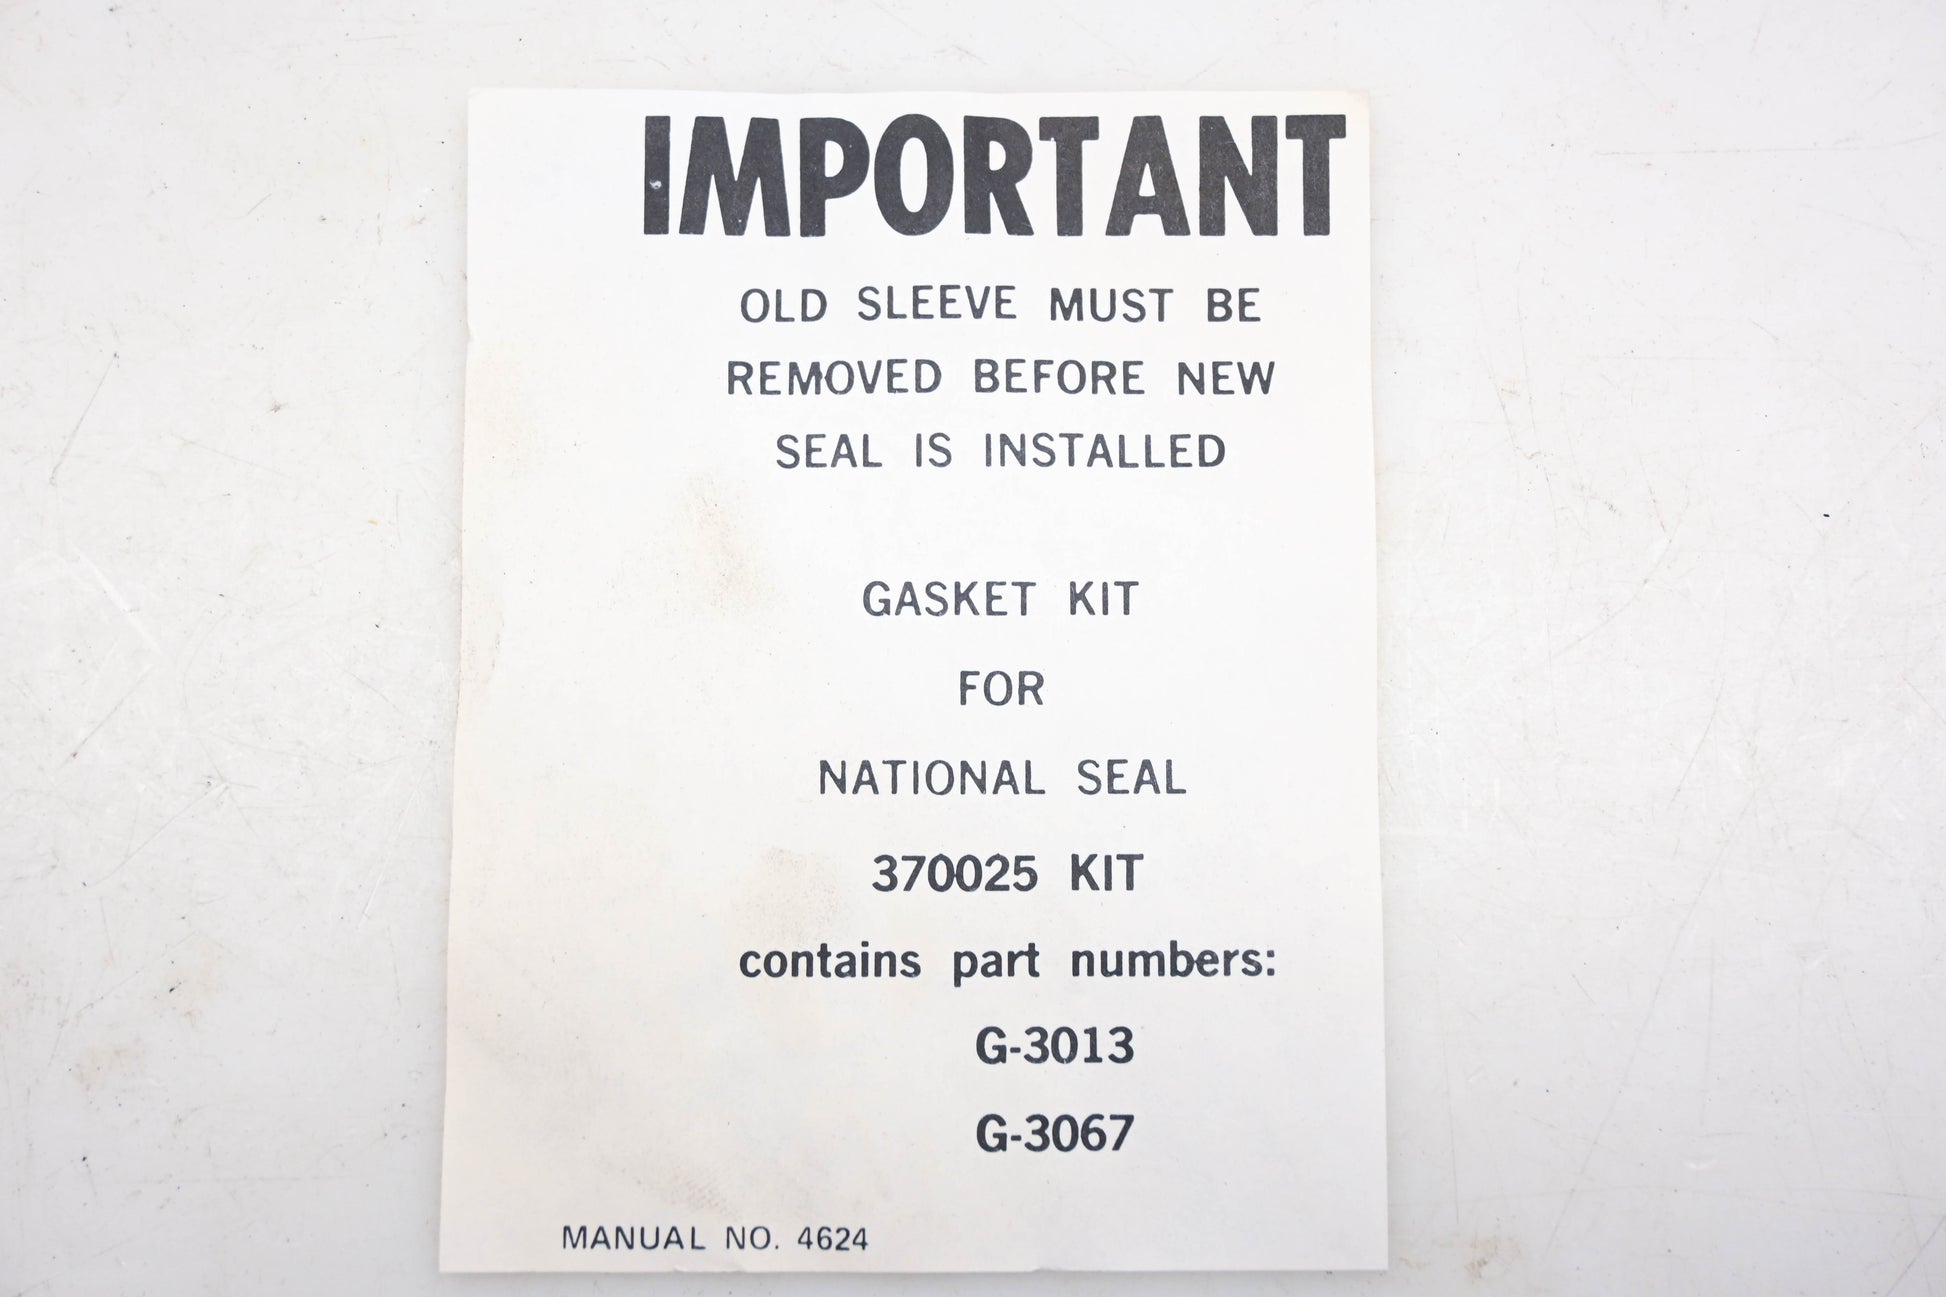 IMPORTANT
OLD SLEEVE MUST BE
REMOVED BEFORE NEW
SEAL IS INSTALLED
GASKET KIT
FOR
NATIONAL SEAL
370025 KIT
contains part numbers:
G-3013
G-3067
MANUAL NO. 4624